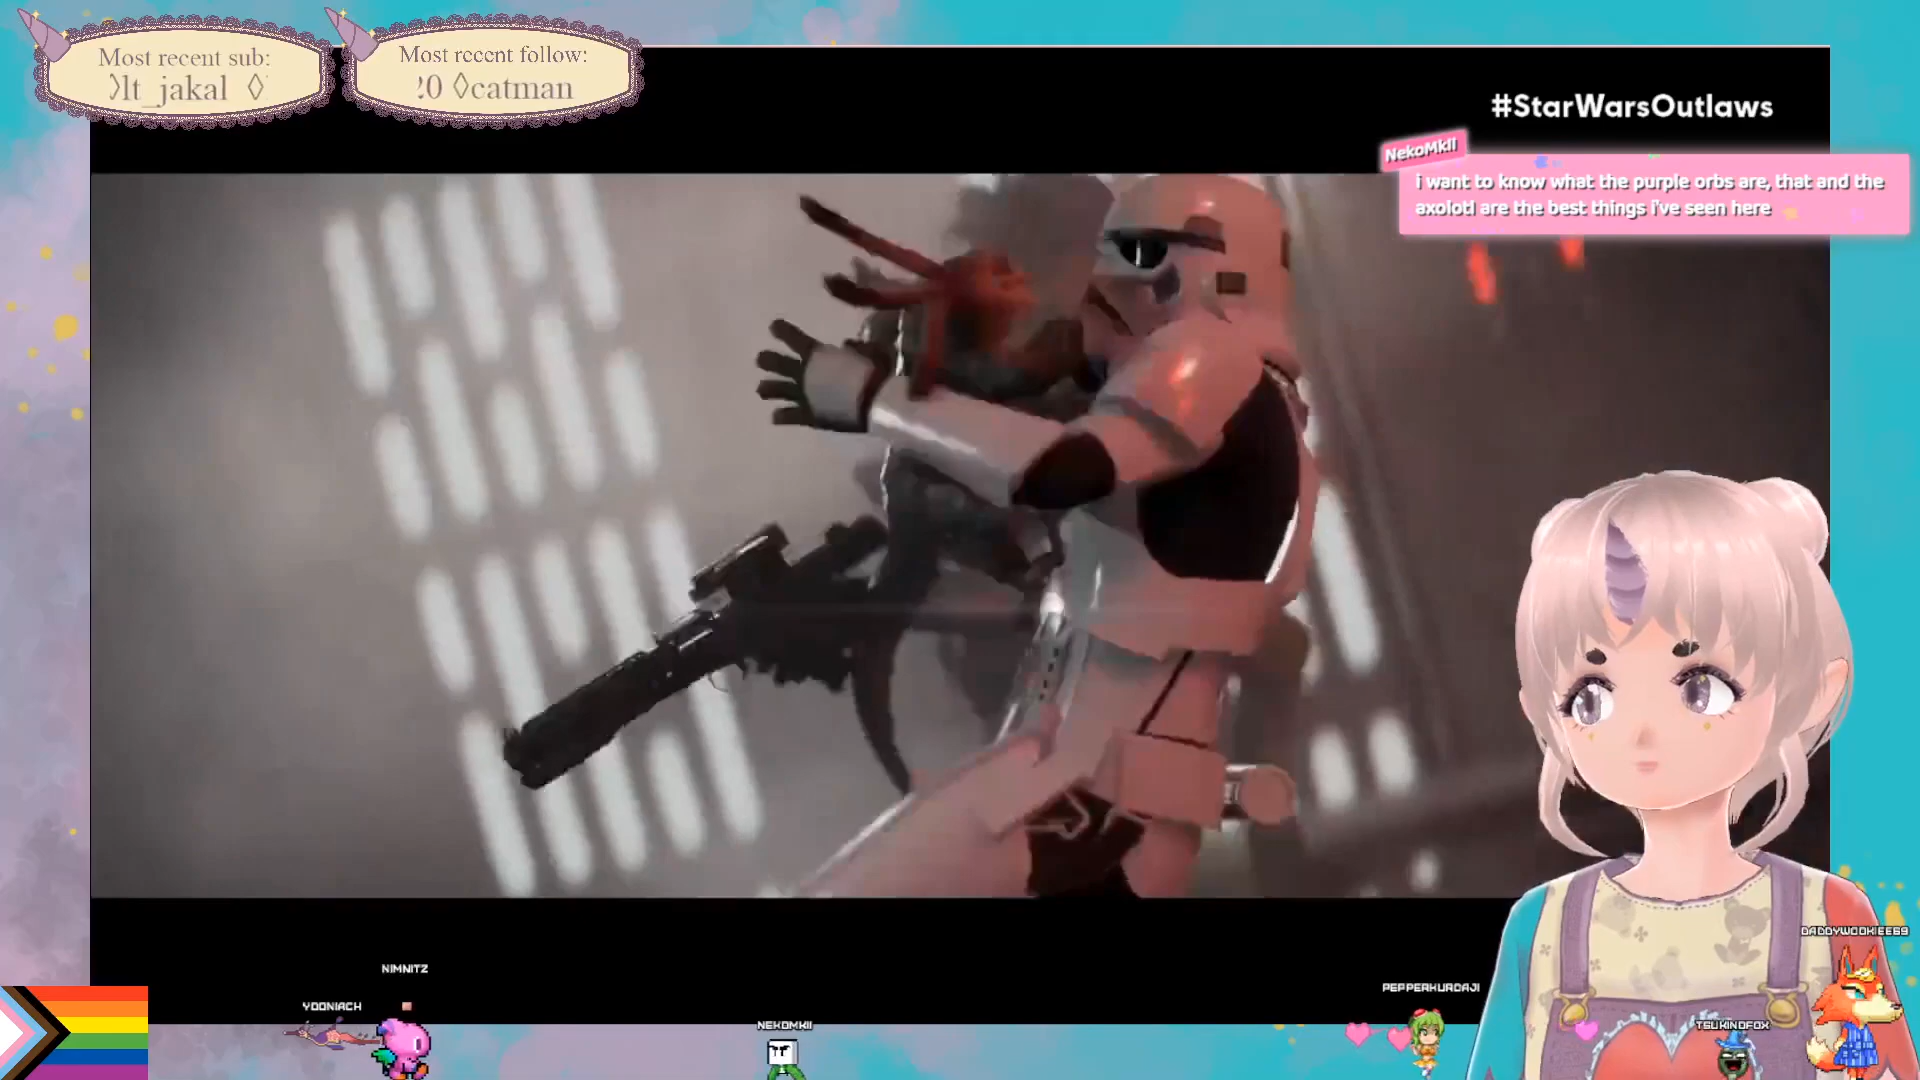 Most recent sub:
lt_jakal ◊
Most recent follow:
20 ◊catman
#StarWarsOutlaws
NekoMkII
i want to know what the purple orbs are, that and the
axolotl are the best things i've seen here
DADDYWOOKIEE69
NIMNITZ
PEPPERKURDAJI
YOONIACH
NEKOMKII
TSUKINOFOX